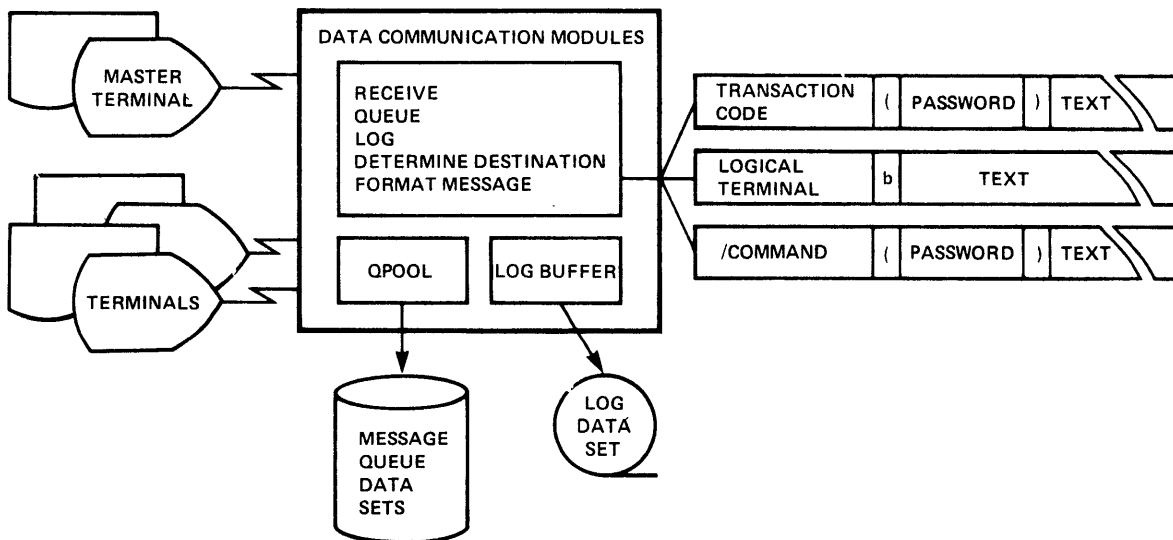 DATA COMMUNICATION MODULES
MASTER
TERMINAL
RECEIVE
QUEUE
LOG
DETERMINE DESTINATION
FORMAT MESSAGE
TRANSACTION
CODE
( PASSWORD ) TEXT
LOGICAL
TERMINAL
b TEXT
/COMMAND ( PASSWORD ) TEXT
TERMINALS
QPOOL
LOG BUFFER
MESSAGE
QUEUE
DATA
SETS
LOG
DATA
SET